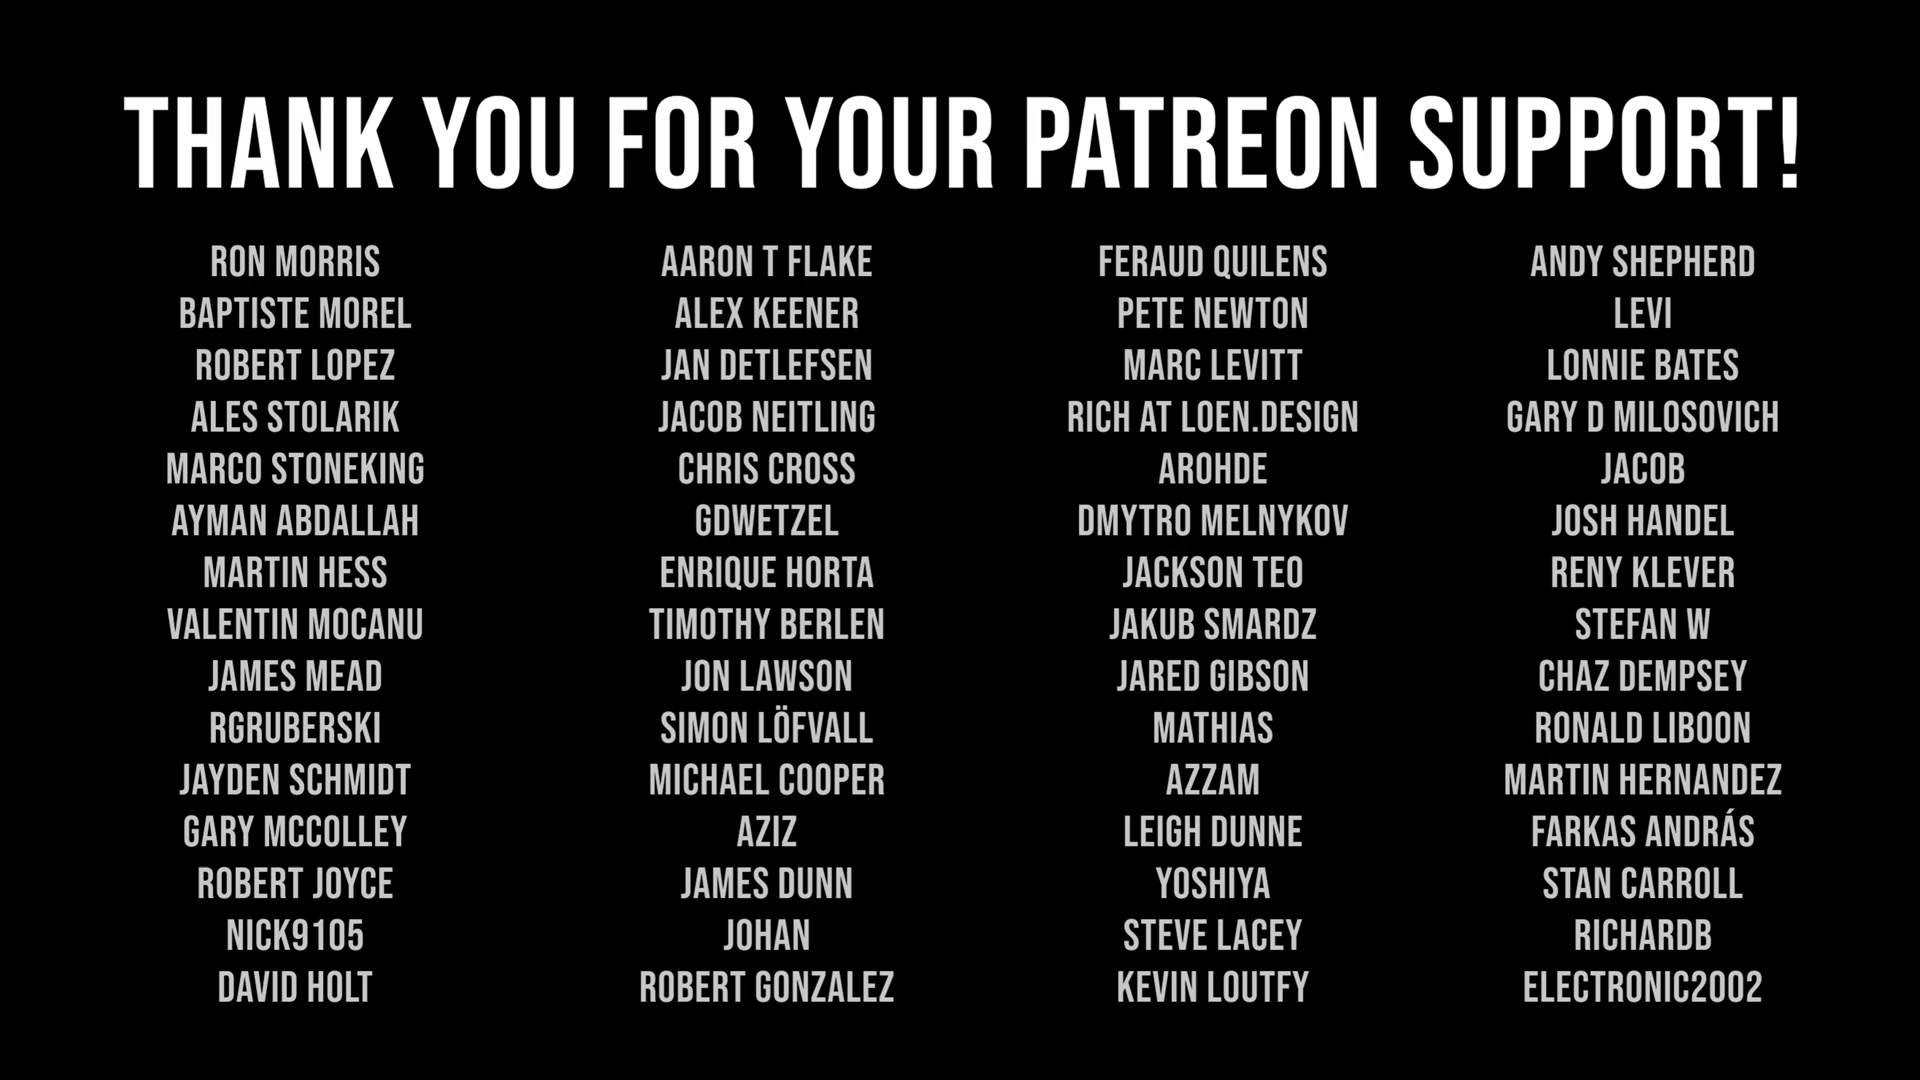 THANK YOU FOR YOUR PATREON SUPPORT!
RON MORRIS
BAPTISTE MOREL
ROBERT LOPEZ
ALES STOLARIK
MARCO STONEKING
AYMAN ABDALLAH
MARTIN HESS
VALENTIN MOCANU
JAMES MEAD
RGRUBERSKI
JAYDEN SCHMIDT
GARY MCCOLLEY
ROBERT JOYCE
NICK9105
DAVID HOLT
AARON T FLAKE
ALEX KEENER
JAN DETLEFSEN
JACOB NEITLING
CHRIS CROSS
GDWETZEL
ENRIQUE HORTA
TIMOTHY BERLEN
JON LAWSON
SIMON LÖFVALL
MICHAEL COOPER
AZIZ
JAMES DUNN
JOHAN
ROBERT GONZALEZ
FERAUD QUILENS
PETE NEWTON
MARC LEVITT
RICH AT LOEN.DESIGN
AROHDE
DMYTRO MELNYKOV
JACKSON TEO
JAKUB SMARDZ
JARED GIBSON
MATHIAS
AZZAM
LEIGH DUNNE
YOSHIYA
STEVE LACEY
KEVIN LOUTFY
ANDY SHEPHERD
LEVI
LONNIE BATES
GARY D MILOSOVICH
JACOB
JOSH HANDEL
RENY KLEVER
STEFAN W
CHAZ DEMPSEY
RONALD LIBOON
MARTIN HERNANDEZ
FARKAS ANDRÁS
STAN CARROLL
RICHARDB
ELECTRONIC2002